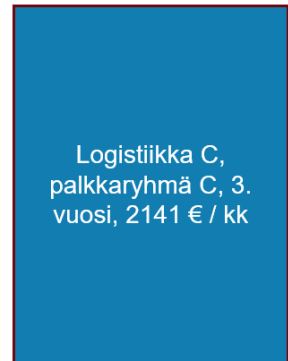 Logistiikka C,
palkkaryhmä C, 3.
vuosi, 2141 € / kk